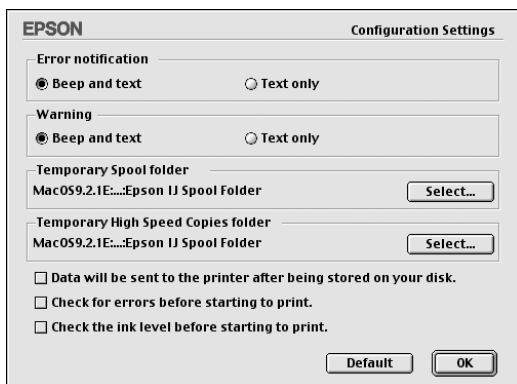 EPSON
Configuration Settings
Error notification
Beep and text
Text only
Warning
Beep and text
Text only
Temporary Spool folder
MacOS9.2.1E:...:Epson IJ Spool Folder
Select...
Temporary High Speed Copies folder
MacOS9.2.1E:...:Epson IJ Spool Folder
Select...
Data will be sent to the printer after being stored on your disk.
Check for errors before starting to print.
Check the ink level before starting to print.
Default
OK